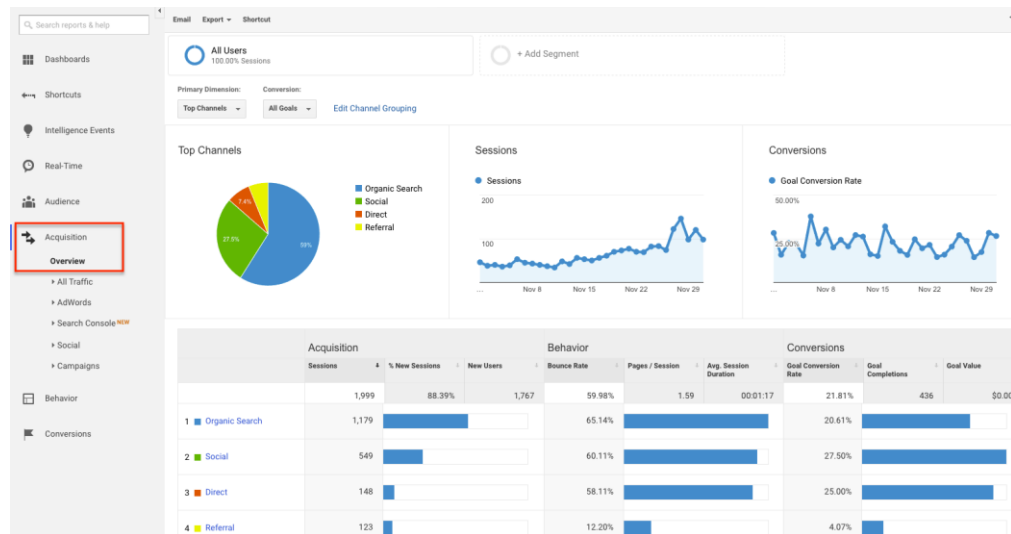 Search reports & help
Dashboards
Shortcuts
Intelligence Events
Real-Time
Audience
Acquisition
Overview
All Traffic
AdWords
Search Console NEW
Social
Campaigns
Behavior
Conversions
Email Export Shortcut
All Users
100.00% Sessions
+ Add Segment
Primary Dimension: Conversion:
Top Channels All Goals Edit Channel Grouping
Top Channels
7.4%
27.5%
59%
Organic Search
Social
Direct
Referral
Sessions
Sessions
200
100
... Nov 8 Nov 15 Nov 22 Nov 29
Conversions
Goal Conversion Rate
50.00%
25.00%
... Nov 8 Nov 15 Nov 22 Nov 29
Acquisition Behavior Conversions
Sessions % New Sessions New Users Bounce Rate Pages / Session Avg. Session Duration Goal Conversion Rate Goal Completions Goal Value
1,999 88.39% 1,767 59.98% 1.59 00:01:17 21.81% 436 $0.00
1 Organic Search 1,179 65.14% 20.61%
2 Social 549 60.11% 27.50%
3 Direct 148 58.11% 25.00%
4 Referral 123 12.20% 4.07%